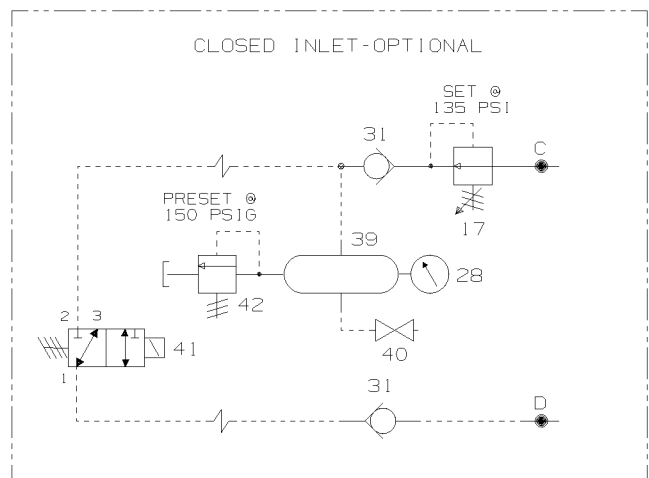 CLOSED INLET-OPTIONAL
SET @
135 PSI
31
C
PRESET @
150 PSIG
17
39
28
42
2 3
41
40
1
31
D